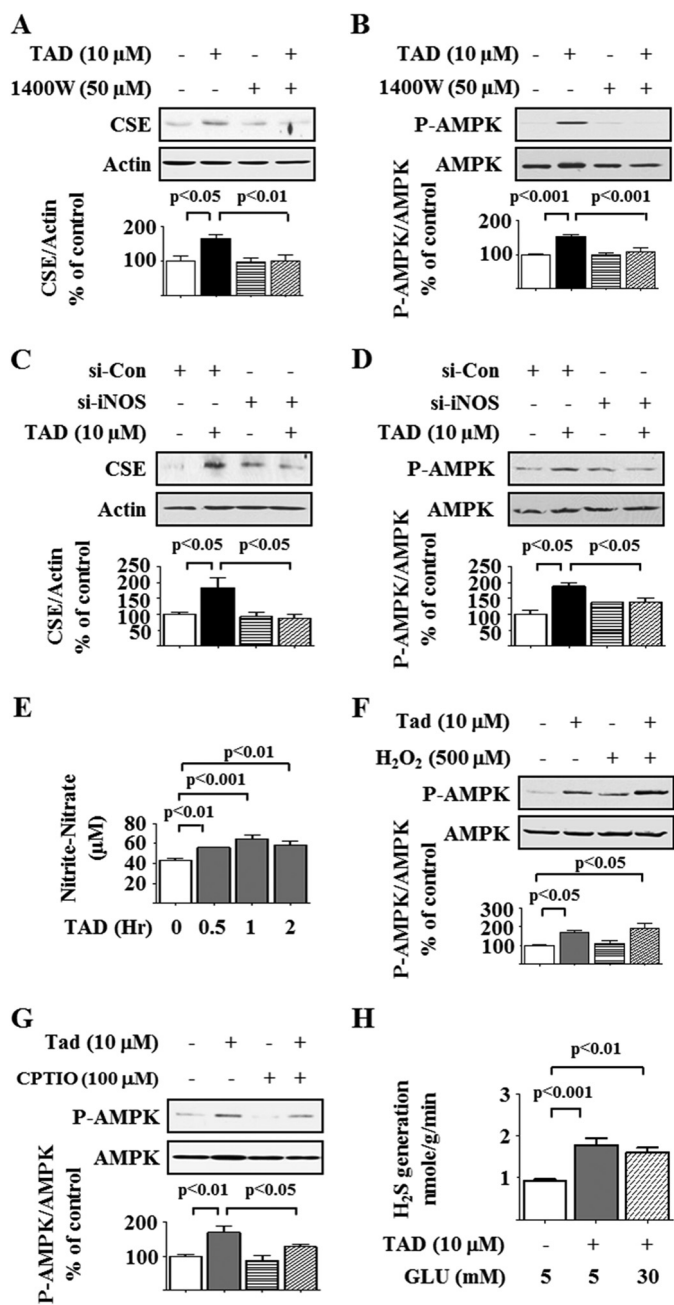 A
TAD (10 µM) - + - +
1400W (50 µM) - - + +
CSE
Actin
p<0.05 p<0.01
CSE/Actin
% of control
200
100
B
TAD (10 µM) - + - +
1400W (50 µM) - - + +
P-AMPK
AMPK
p<0.001 p<0.001
P-AMPK/AMPK
% of control
200
100
C
si-Con + + - -
si-iNOS - - + +
TAD (10 µM) - + - +
CSE
Actin
p<0.05 p<0.05
CSE/Actin
% of control
250
200
150
100
50
D
si-Con + + - -
si-iNOS - - + +
TAD (10 µM) - + - +
P-AMPK
AMPK
p<0.05 p<0.05
P-AMPK/AMPK
% of control
250
200
150
100
50
E
p<0.01
p<0.001
p<0.01
Nitrite-Nitrate
(µM)
80
60
40
20
TAD (Hr) 0 0.5 1 2
F
Tad (10 µM) - + - +
H₂O₂ (500 µM) - - + +
P-AMPK
AMPK
p<0.05
p<0.05
P-AMPK/AMPK
% of control
300
200
100
G
Tad (10 µM) - + - +
CPTIO (100 µM) - - + +
P-AMPK
AMPK
p<0.01 p<0.05
P-AMPK/AMPK
% of control
200
100
H
p<0.01
p<0.001
H₂S generation
nmole/g/min
3
2
1
TAD (10 µM) - + +
GLU (mM) 5 5 30